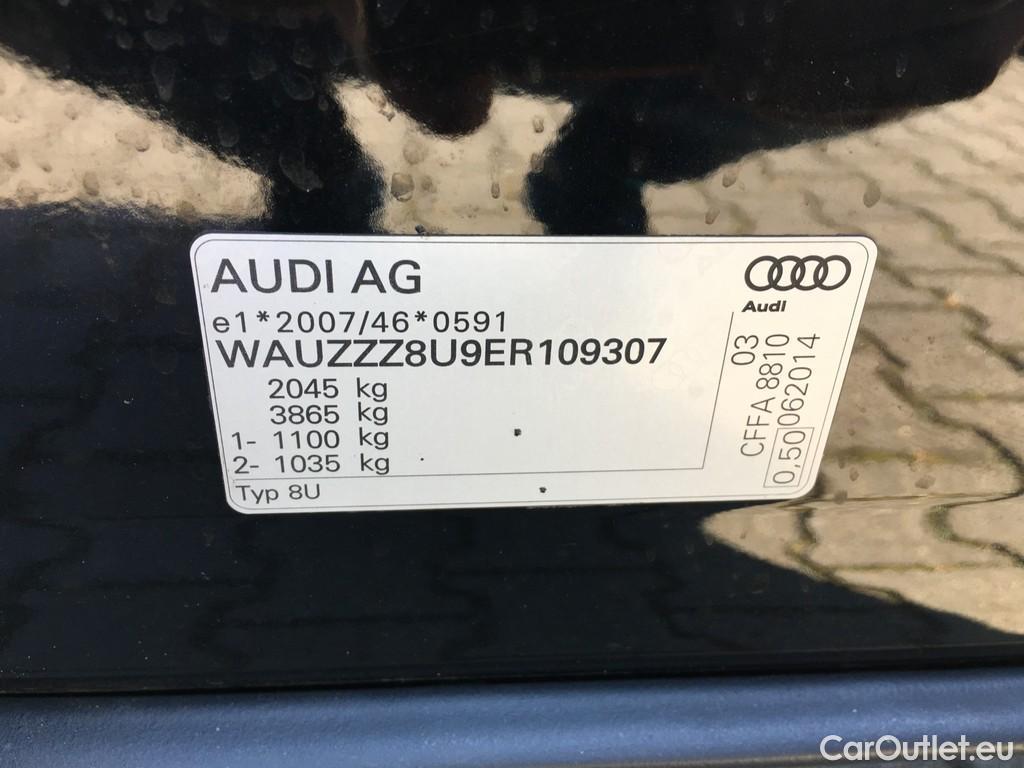 AUDI AG
Audi
e1*2007/46*0591
WAUZZZ8U9ER109307
2045 kg
3865 kg
1- 1100 kg
2- 1035 kg
Typ 8U
03
CFFA 8810
0,50 062014
CarOutlet.eu